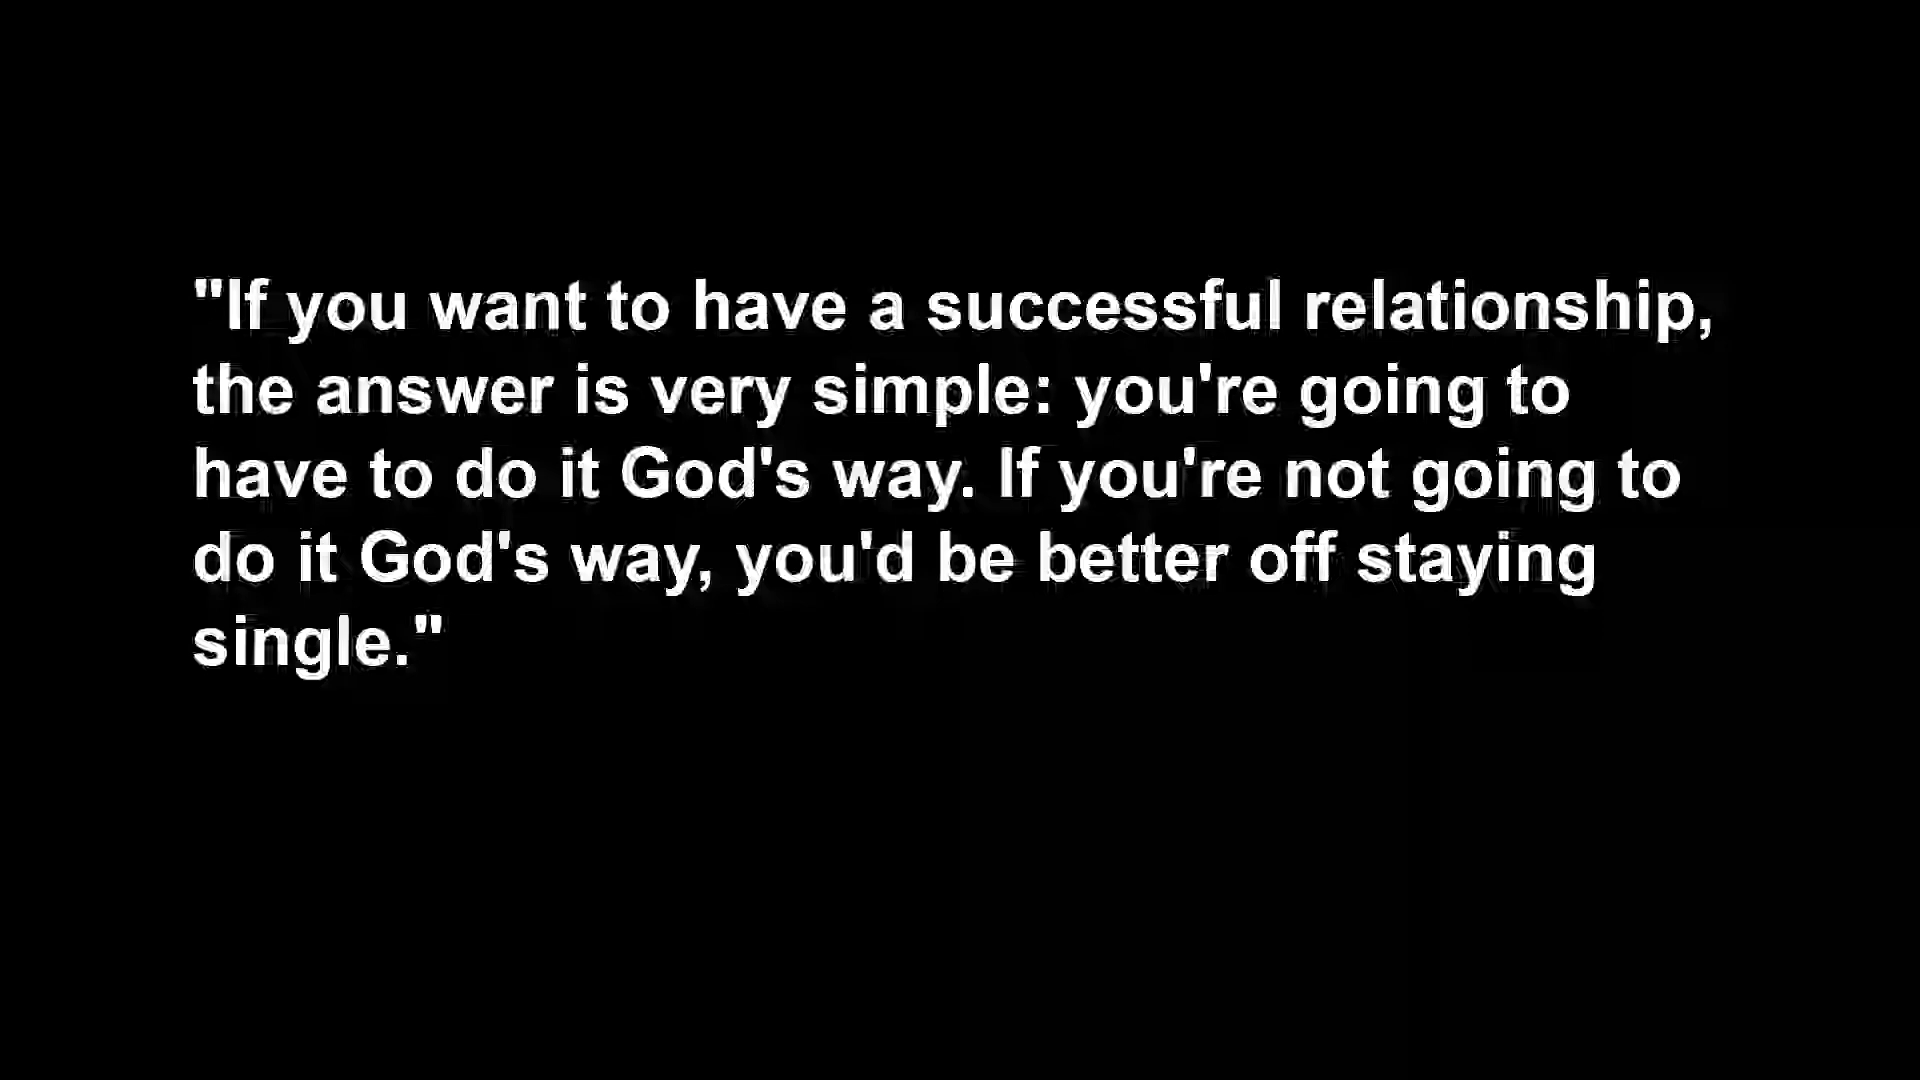 "If you want to have a successful relationship,
the answer is very simple: you're going to
have to do it God's way. If you're not going to
do it God's way, you'd be better off staying
single."